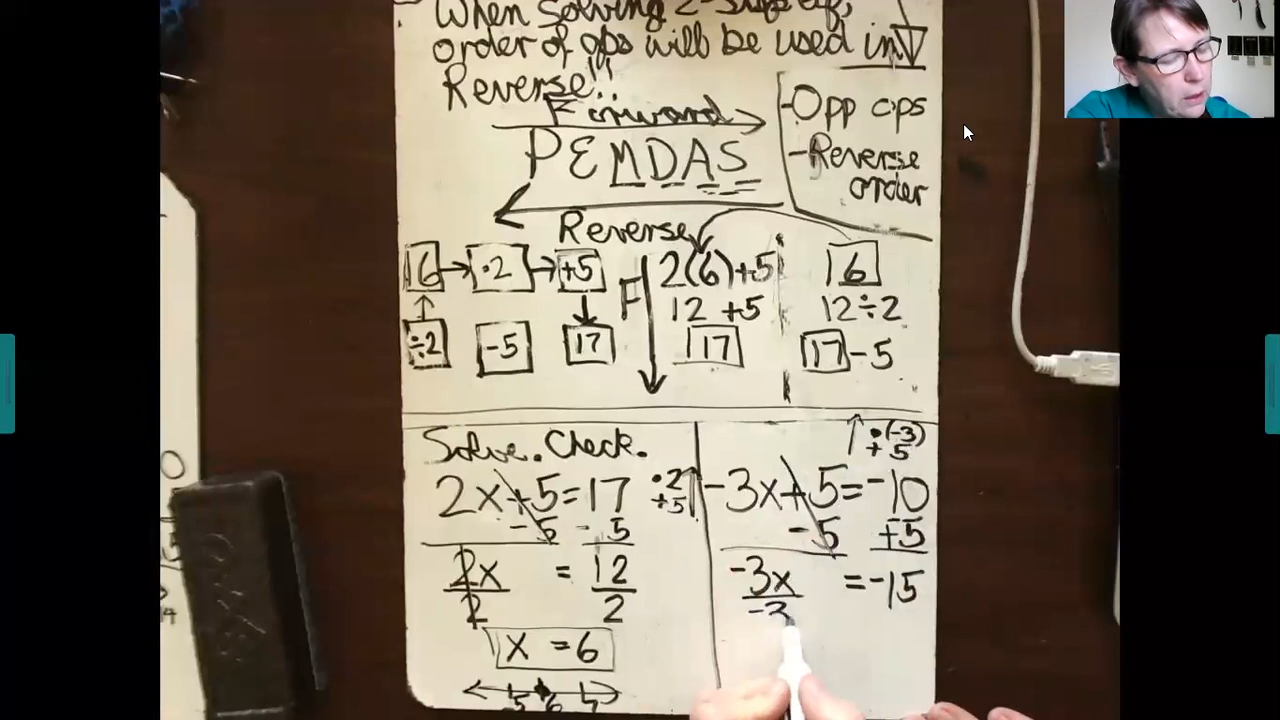 When Solving 2-Step eq,
order of ops will be used in
Reverse!!
Forward
PEMDAS
Reverse
-Opp ops
-Reverse
order
6 → ·2 → +5
÷2 -5 17
F
2(6)+5
12 +5
17
6
12÷2
17-5
Solve. Check.
2x+5=17
-5 -5
2x = 12
2 2
x = 6
5 6 7
·2
+5
·(-3)
+5
-3x+5=-10
-5 +5
-3x =-15